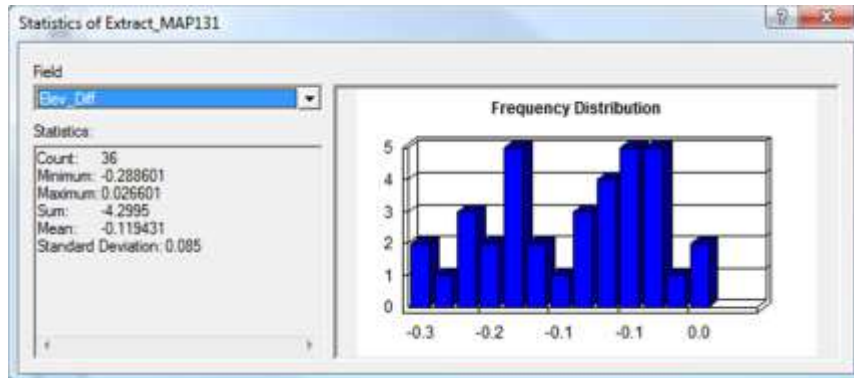 Statistics of Extract_MAP131
Field
Elev_Diff
Statistics:
Count: 36
Minimum: -0.288601
Maximum: 0.026601
Sum: -4.2995
Mean: -0.119431
Standard Deviation: 0.085
Frequency Distribution
5
4
3
2
1
0
-0.3 -0.2 -0.1 -0.1 0.0